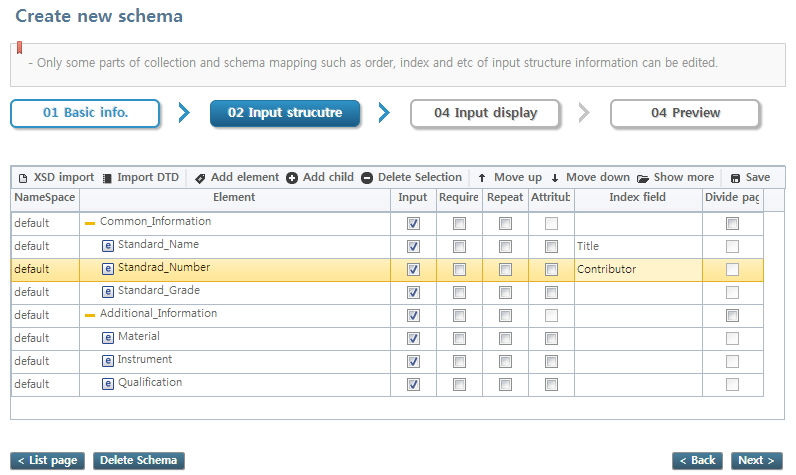 Create new schema
- Only some parts of collection and schema mapping such as order, index and etc of input structure information can be edited.
01 Basic info. 02 Input strucutre 04 Input display 04 Preview
XSD import Import DTD Add element Add child Delete Selection Move up Move down Show more Save
NameSpace Element Input Require Repeat Attritub Index field Divide pag
default Common_Information
default e Standard_Name Title
default e Standrad_Number Contributor
default e Standard_Grade
default Additional_Information
default e Material
default e Instrument
default e Qualification
< List page Delete Schema < Back Next >